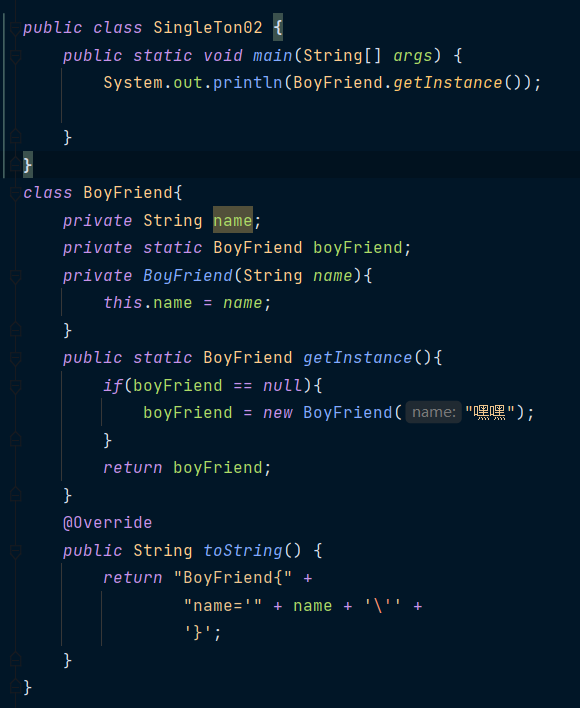 public class SingleTon02 {
    public static void main(String[] args) {
        System.out.println(BoyFriend.getInstance());
    }
}
class BoyFriend{
    private String name;
    private static BoyFriend boyFriend;
    private BoyFriend(String name){
        this.name = name;
    }
    public static BoyFriend getInstance(){
        if(boyFriend == null){
            boyFriend = new BoyFriend( name: "嘿嘿");
        }
        return boyFriend;
    }
    @Override
    public String toString() {
        return "BoyFriend{" +
                "name='" + name + '\'' +
                '}';
    }
}